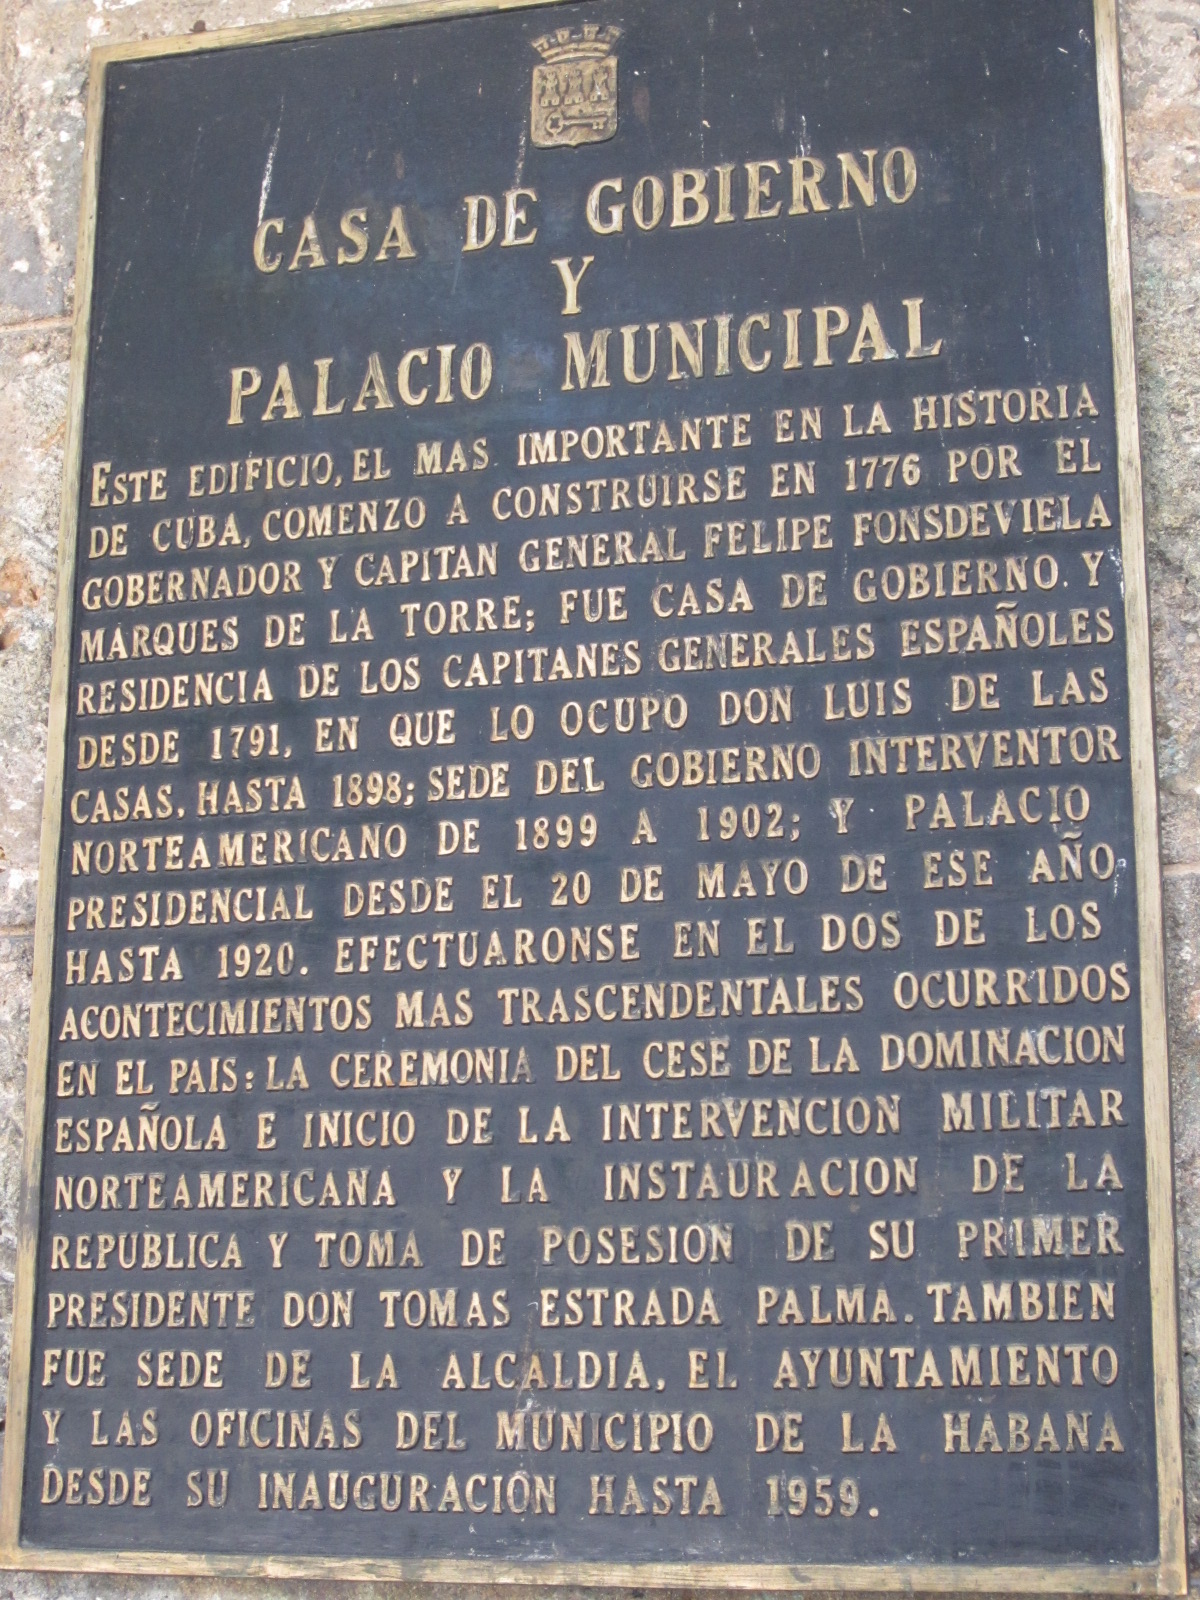 CASA DE GOBIERNO
Y
PALACIO MUNICIPAL
ESTE EDIFICIO, EL MAS IMPORTANTE EN LA HISTORIA
DE CUBA, COMENZO A CONSTRUIRSE EN 1776 POR EL
GOBERNADOR Y CAPITAN GENERAL FELIPE FONSDEVIELA
MARQUES DE LA TORRE; FUE CASA DE GOBIERNO. Y
RESIDENCIA DE LOS CAPITANES GENERALES ESPAÑOLES
DESDE 1791, EN QUE LO OCUPO DON LUIS DE LAS
CASAS, HASTA 1898; SEDE DEL GOBIERNO INTERVENTOR
NORTEAMERICANO DE 1899 A 1902; Y PALACIO
PRESIDENCIAL DESDE EL 20 DE MAYO DE ESE AÑO
HASTA 1920. EFECTUARONSE EN EL DOS DE LOS
ACONTECIMIENTOS MAS TRASCENDENTALES OCURRIDOS
EN EL PAIS: LA CEREMONIA DEL CESE DE LA DOMINACION
ESPAÑOLA E INICIO DE LA INTERVENCION MILITAR
NORTEAMERICANA Y LA INSTAURACION DE LA
REPUBLICA Y TOMA DE POSESION DE SU PRIMER
PRESIDENTE DON TOMAS ESTRADA PALMA. TAMBIEN
FUE SEDE DE LA ALCALDIA, EL AYUNTAMIENTO
Y LAS OFICINAS DEL MUNICIPIO DE LA HABANA
DESDE SU INAUGURACIÓN HASTA 1959.